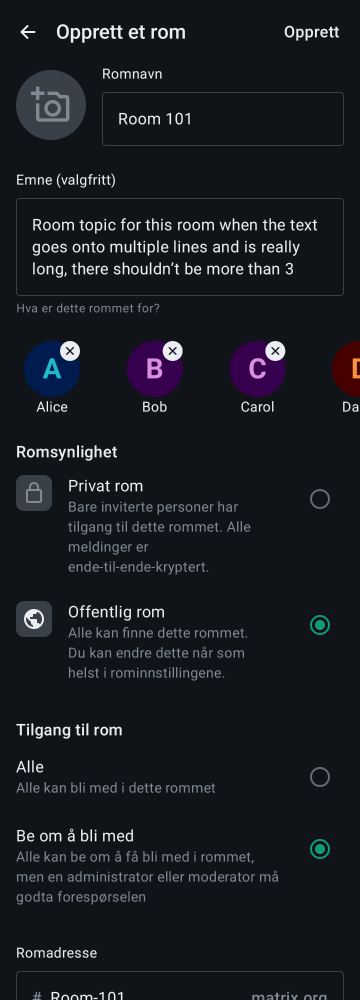 Opprett et rom
Opprett
Romnavn
Room 101
Emne (valgfritt)
Room topic for this room when the text
goes onto multiple lines and is really
long, there shouldn’t be more than 3
Hva er dette rommet for?
A
B
C
Alice
Bob
Carol
Da
Romsynlighet
Privat rom
Bare inviterte personer har
tilgang til dette rommet. Alle
meldinger er
ende-til-ende-kryptert.
Offentlig rom
Alle kan finne dette rommet.
Du kan endre dette når som
helst i rominnstillingene.
Tilgang til rom
Alle
Alle kan bli med i dette rommet
Be om å bli med
Alle kan be om å få bli med i rommet,
men en administrator eller moderator må
godta forespørselen
Romadresse
# Room-101 matrix.org